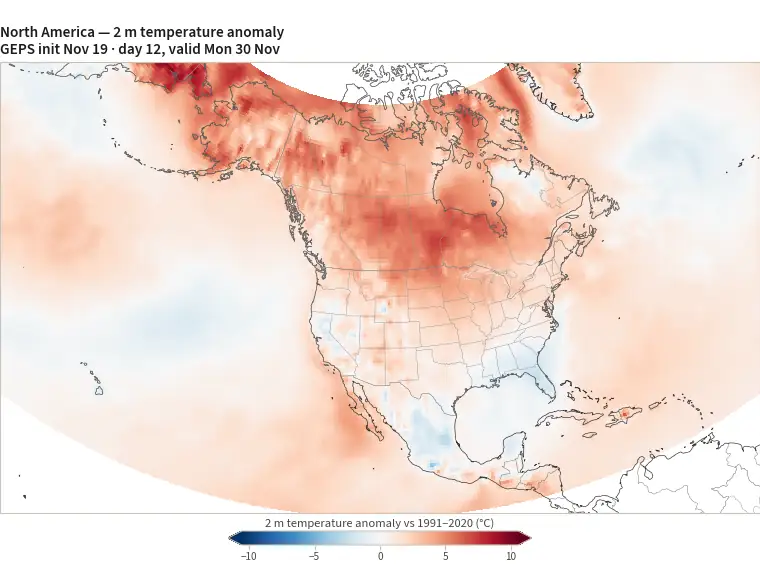 North America — 2 m temperature anomaly
GEPS init Nov 19 · day 12, valid Mon 30 Nov
2 m temperature anomaly vs 1991–2020 (°C)
−10 −5 0 5 10